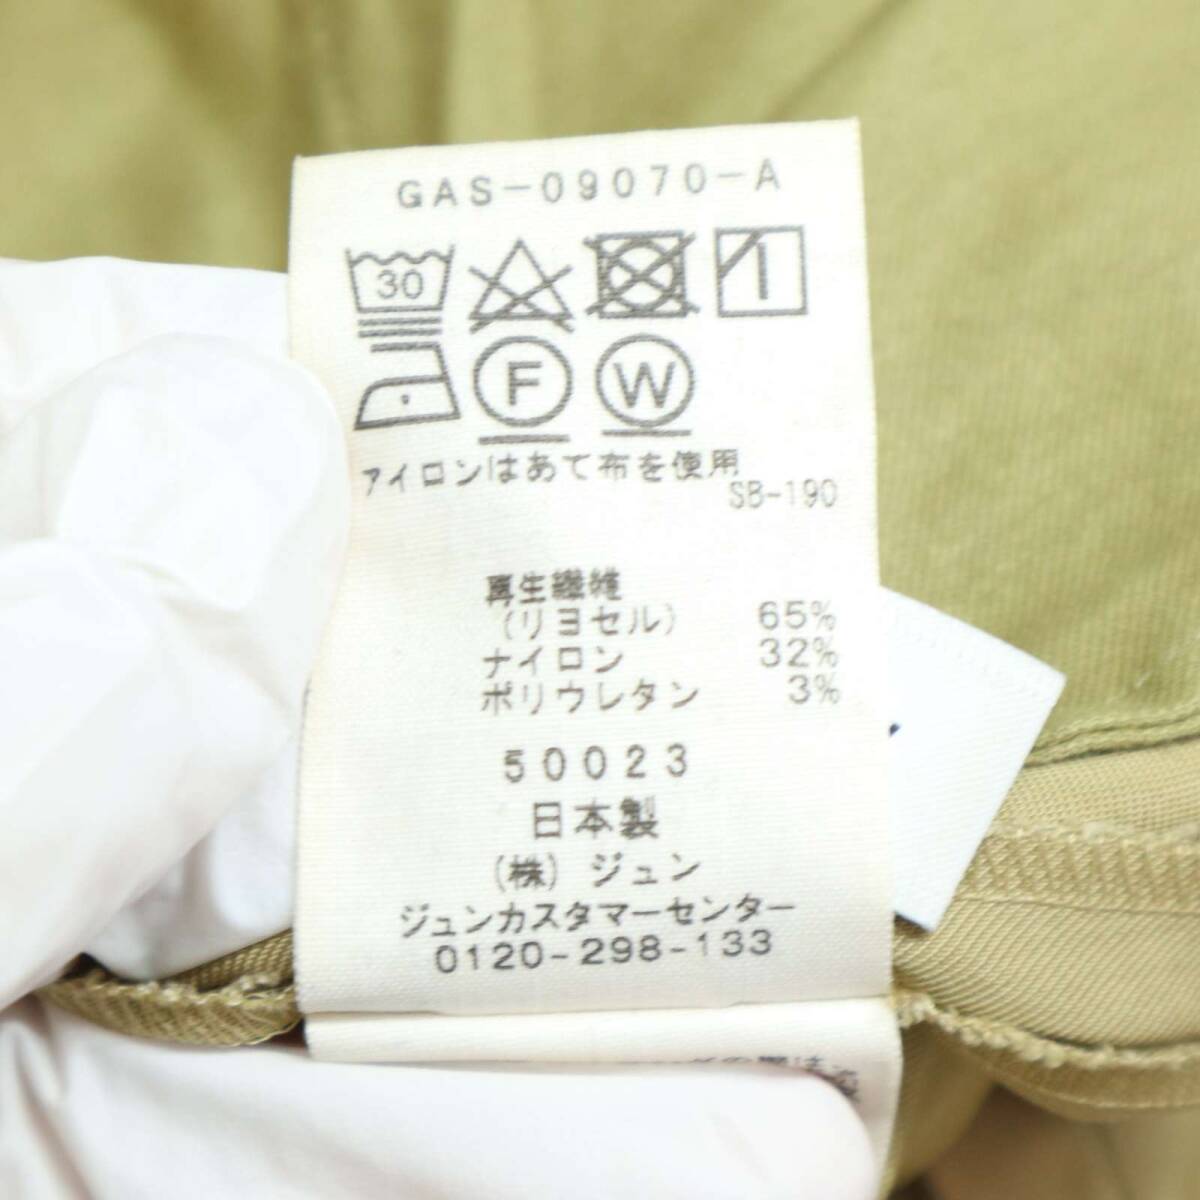 GAS-09070-A
30
F W
アイロンはあて布を使用
SB-190
再生繊維
(リヨセル) 65%
ナイロン 32%
ポリウレタン 3%
50023
日本製
(株) ジュン
ジュンカスタマーセンター
0120-298-133